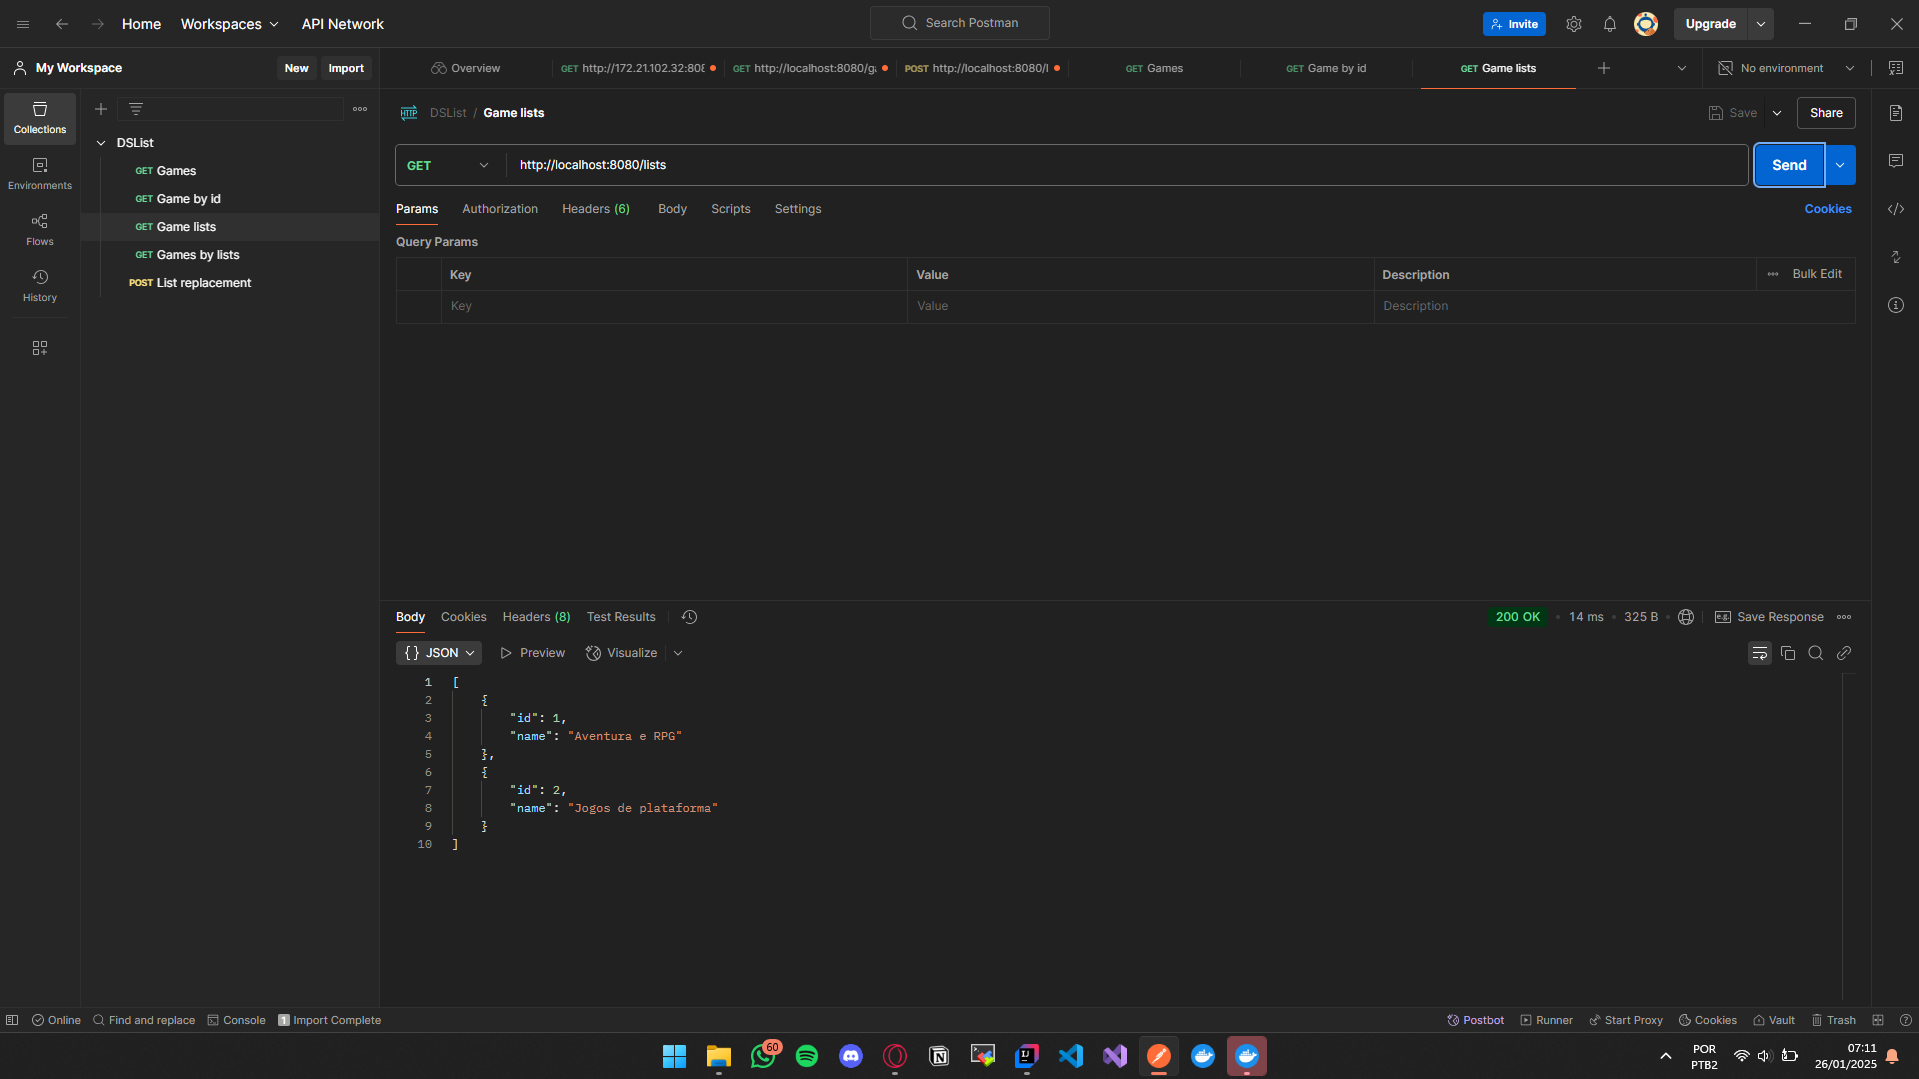 Home Workspaces API Network Search Postman Invite Upgrade
My Workspace New Import Overview GET http://172.21.102.32:808 GET http://localhost:8080/ga POST http://localhost:8080/l GET Games GET Game by id GET Game lists No environment
HTTP DSList / Game lists Save Share
Collections
Environments
Flows
History
DSList
GET Games
GET Game by id
GET Game lists
GET Games by lists
POST List replacement
GET http://localhost:8080/lists Send
Params Authorization Headers (6) Body Scripts Settings Cookies
Query Params
Key Value Description Bulk Edit
Key Value Description
Body Cookies Headers (8) Test Results 200 OK 14 ms 325 B e.g. Save Response
{} JSON Preview Visualize
1 [
2 {
3 "id": 1,
4 "name": "Aventura e RPG"
5 },
6 {
7 "id": 2,
8 "name": "Jogos de plataforma"
9 }
10 ]
Online Find and replace Console 1 Import Complete Postbot Runner Start Proxy Cookies Vault Trash
60 POR 07:11
PTB2 26/01/2025